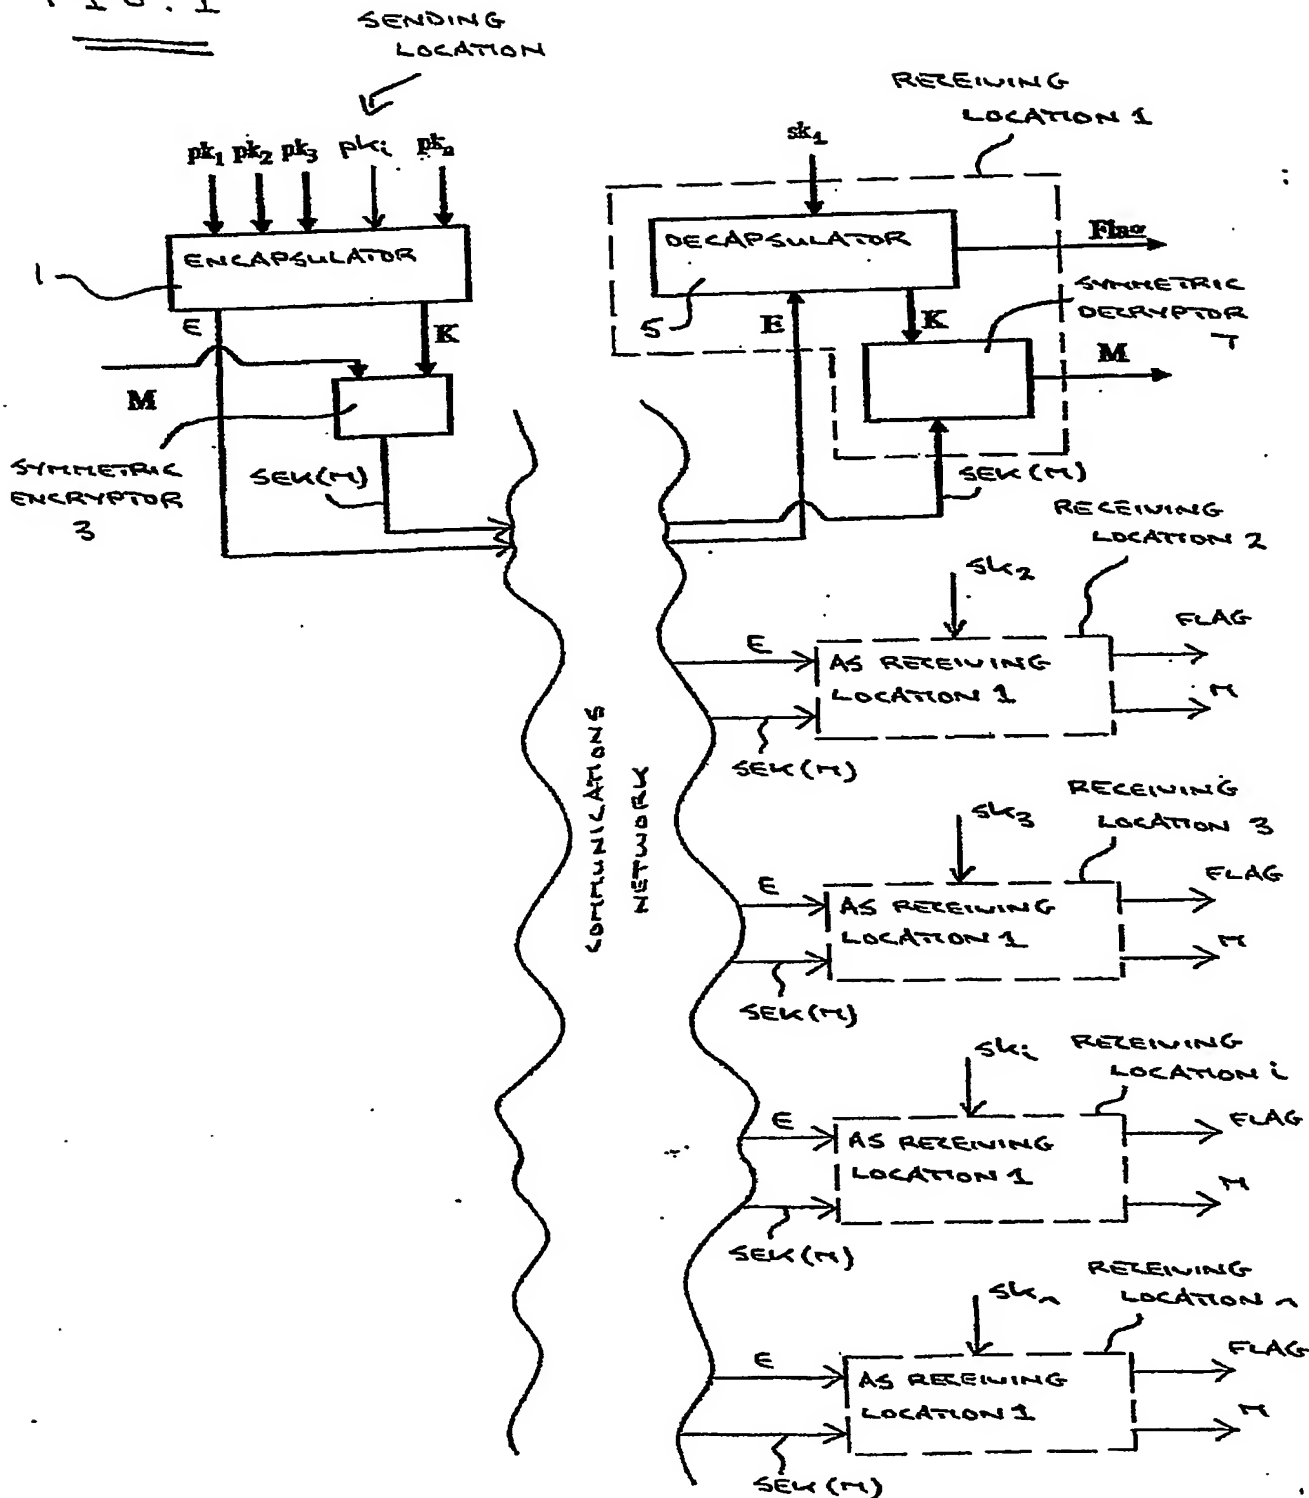 FIG. 1
SENDING
LOCATION
pk1 pk2 pk3 pki pkn
ENCAPSULATOR
1
E
K
M
SYMMETRIC
ENCRYPTOR
3
SEK(M)
RECEIVING
LOCATION 1
sk1
DECAPSULATOR
5
E
K
Flag
SYMMETRIC
DECRYPTOR
7
M
SEK(M)
COMMUNICATIONS
NETWORK
RECEIVING
LOCATION 2
sk2
E
AS RECEIVING
LOCATION 1
FLAG
M
SEK(M)
RECEIVING
LOCATION 3
sk3
E
AS RECEIVING
LOCATION 1
FLAG
M
SEK(M)
RECEIVING
LOCATION i
ski
E
AS RECEIVING
LOCATION 1
FLAG
M
SEK(M)
RECEIVING
LOCATION n
skn
E
AS RECEIVING
LOCATION 1
FLAG
M
SEK(M)